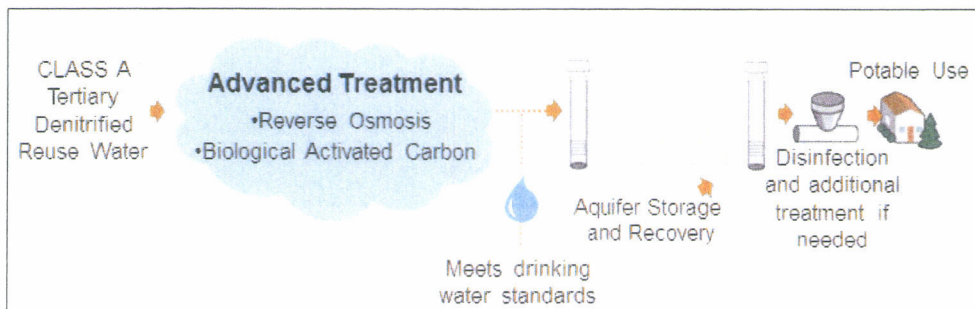 CLASS A
Tertiary
Denitrified
Reuse Water
Advanced Treatment
•Reverse Osmosis
•Biological Activated Carbon
Meets drinking
water standards
Aquifer Storage
and Recovery
Potable Use
Disinfection
and additional
treatment if
needed